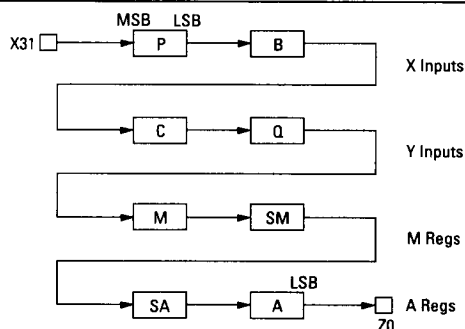 MSB LSB
X31 P B
X Inputs
C Q
Y Inputs
M SM
M Regs
LSB
SA A A Regs
Z0